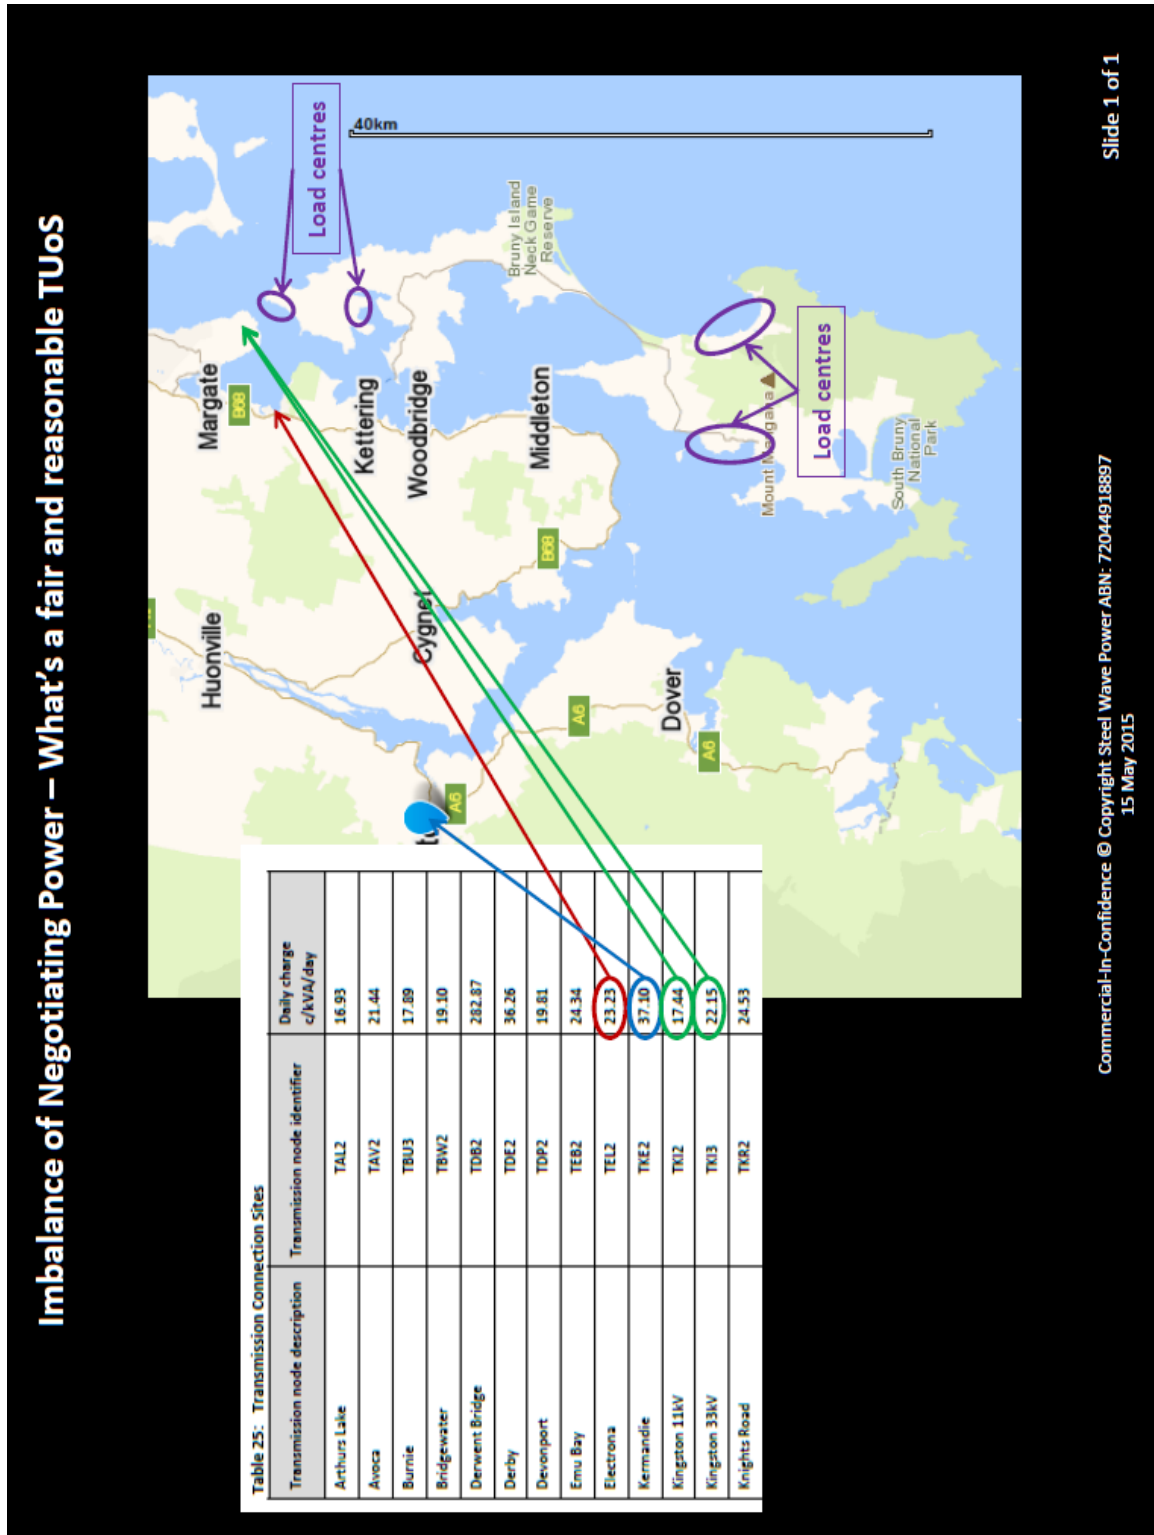 Imbalance of Negotiating Power – What's a fair and reasonable TUoS
Table 25: Transmission Connection Sites
Transmission node description Transmission node identifier Daily charge c/kVA/day
Arthurs Lake TAL2 16.93
Avoca TAV2 21.44
Burnie TBU3 17.89
Bridgewater TBW2 19.10
Derwent Bridge TDB2 282.87
Derby TDE2 36.26
Devonport TDP2 19.81
Emu Bay TEB2 24.34
Electrona TEL2 23.23
Kermandie TKE2 37.10
Kingston 11kV TKI2 17.44
Kingston 33kV TKI3 22.15
Knights Road TKR2 24.53
Huonville
Margate
B68
Load centres
40km
Kettering
Woodbridge
Cygnet
A6
Middleton
B68
Bruny Island
Neck Game
Reserve
A6
Dover
A6
Load centres
South Bruny
National
Park
Commercial-In-Confidence © Copyright Steel Wave Power ABN: 72044918897
15 May 2015
Slide 1 of 1